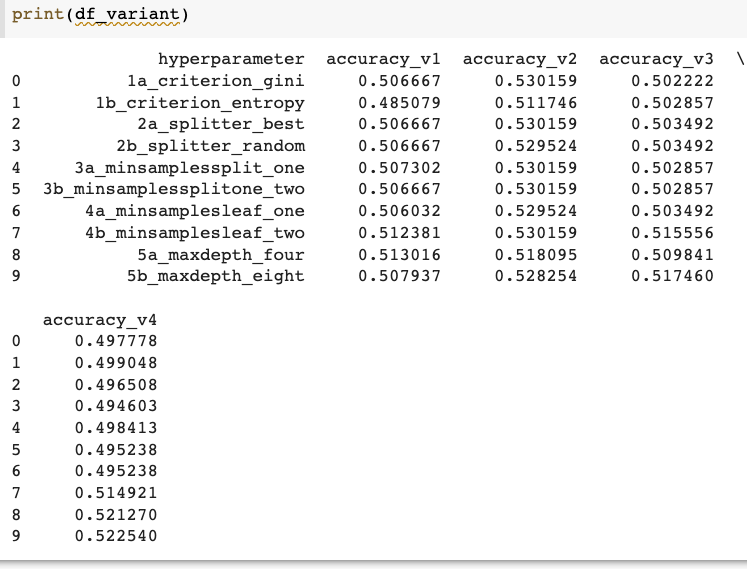 print(df_variant)
hyperparameter accuracy_v1 accuracy_v2 accuracy_v3 \
0 1a_criterion_gini 0.506667 0.530159 0.502222
1 1b_criterion_entropy 0.485079 0.511746 0.502857
2 2a_splitter_best 0.506667 0.530159 0.503492
3 2b_splitter_random 0.506667 0.529524 0.503492
4 3a_minsamplessplit_one 0.507302 0.530159 0.502857
5 3b_minsamplessplitone_two 0.506667 0.530159 0.502857
6 4a_minsamplesleaf_one 0.506032 0.529524 0.503492
7 4b_minsamplesleaf_two 0.512381 0.530159 0.515556
8 5a_maxdepth_four 0.513016 0.518095 0.509841
9 5b_maxdepth_eight 0.507937 0.528254 0.517460
accuracy_v4
0 0.497778
1 0.499048
2 0.496508
3 0.494603
4 0.498413
5 0.495238
6 0.495238
7 0.514921
8 0.521270
9 0.522540